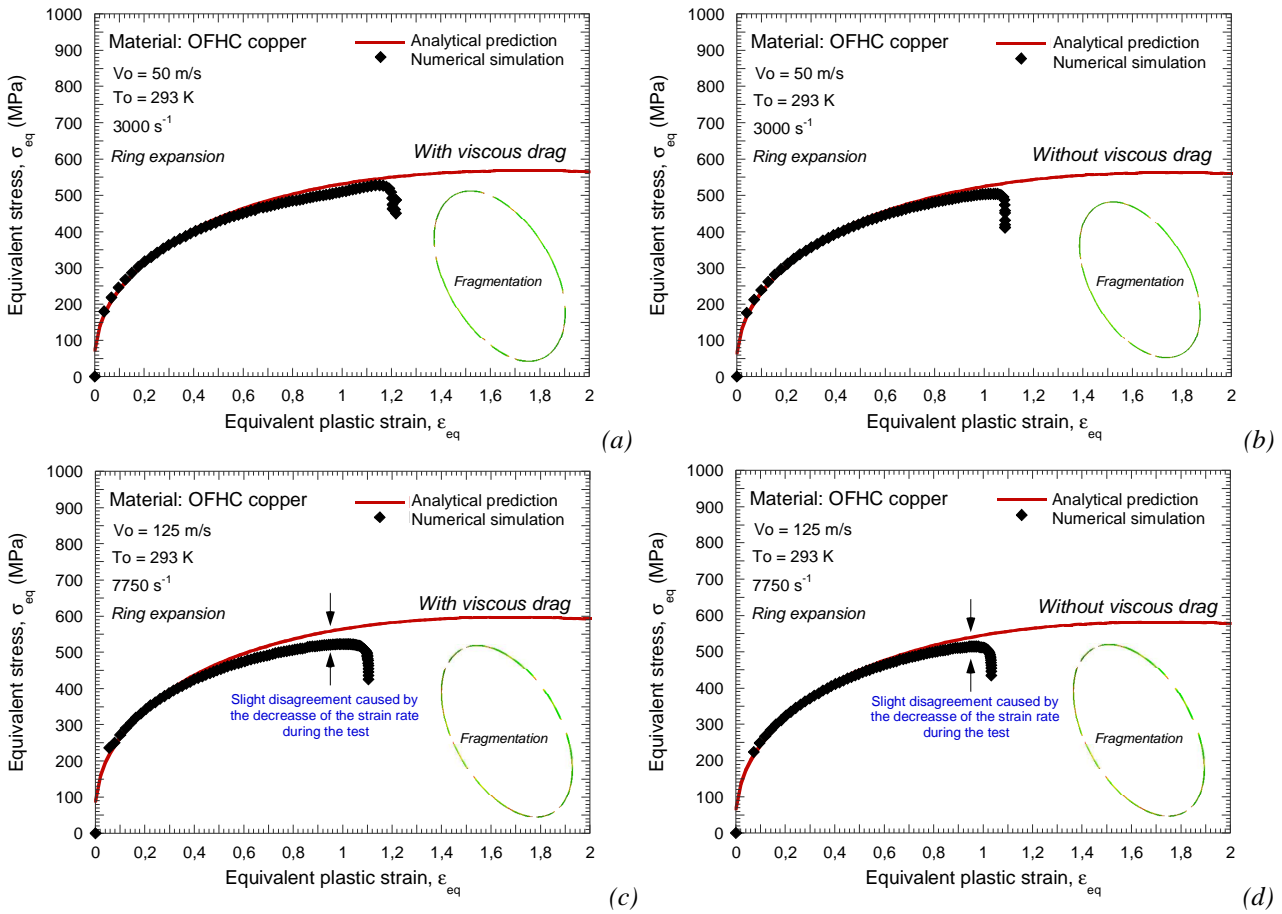 1000
900
800
700
600
500
400
300
200
100
0
Equivalent stress, σeq (MPa)
Material: OFHC copper
Vo = 50 m/s
To = 293 K
3000 s-1
Ring expansion
Analytical prediction
Numerical simulation
With viscous drag
Fragmentation
0 0,2 0,4 0,6 0,8 1 1,2 1,4 1,6 1,8 2
Equivalent plastic strain, εeq
(a)
1000
900
800
700
600
500
400
300
200
100
0
Equivalent stress, σeq (MPa)
Material: OFHC copper
Vo = 50 m/s
To = 293 K
3000 s-1
Ring expansion
Analytical prediction
Numerical simulation
Without viscous drag
Fragmentation
0 0,2 0,4 0,6 0,8 1 1,2 1,4 1,6 1,8 2
Equivalent plastic strain, εeq
(b)
1000
900
800
700
600
500
400
300
200
100
0
Equivalent stress, σeq (MPa)
Material: OFHC copper
Vo = 125 m/s
To = 293 K
7750 s-1
Ring expansion
Analytical prediction
Numerical simulation
With viscous drag
Slight disagreement caused by
the decreasse of the strain rate
during the test
Fragmentation
0 0,2 0,4 0,6 0,8 1 1,2 1,4 1,6 1,8 2
Equivalent plastic strain, εeq
(c)
1000
900
800
700
600
500
400
300
200
100
0
Equivalent stress, σeq (MPa)
Material: OFHC copper
Vo = 125 m/s
To = 293 K
7750 s-1
Ring expansion
Analytical prediction
Numerical simulation
Without viscous drag
Slight disagreement caused by
the decreasse of the strain rate
during the test
Fragmentation
0 0,2 0,4 0,6 0,8 1 1,2 1,4 1,6 1,8 2
Equivalent plastic strain, εeq
(d)